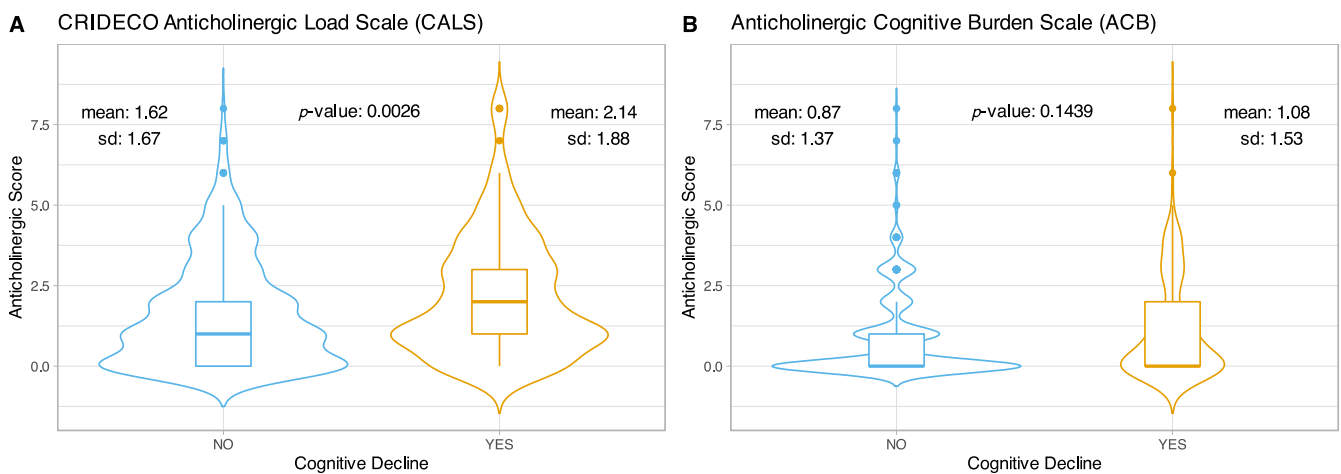 A CRIDECO Anticholinergic Load Scale (CALS)
Anticholinergic Score
7.5
5.0
2.5
0.0
mean: 1.62
sd: 1.67
p-value: 0.0026
mean: 2.14
sd: 1.88
NO
YES
Cognitive Decline
B Anticholinergic Cognitive Burden Scale (ACB)
Anticholinergic Score
7.5
5.0
2.5
0.0
mean: 0.87
sd: 1.37
p-value: 0.1439
mean: 1.08
sd: 1.53
NO
YES
Cognitive Decline